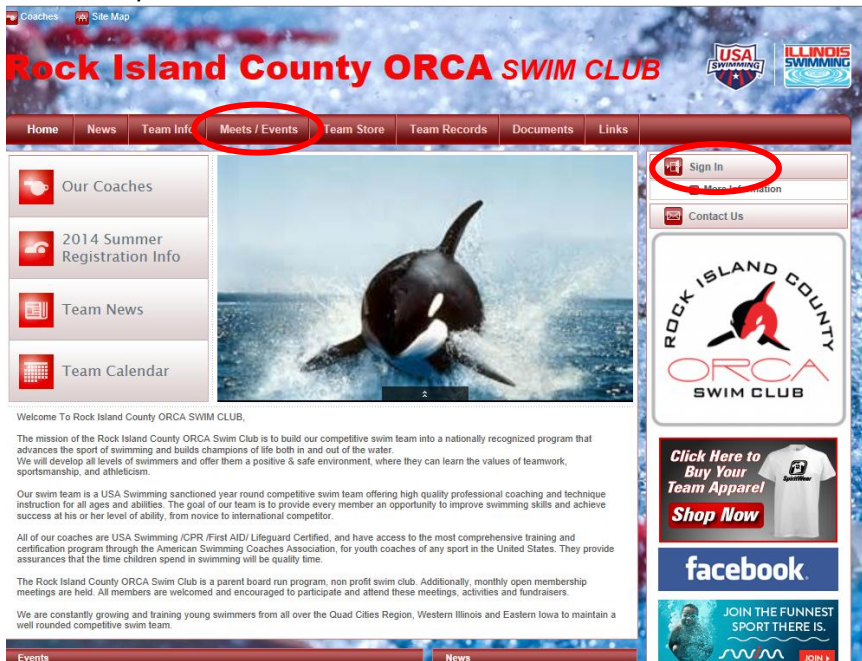 Coaches Site Map
Rock Island County ORCA SWIM CLUB
USA SWIMMING
ILLINOIS SWIMMING
Home News Team Info Meets / Events Team Store Team Records Documents Links
Our Coaches
2014 Summer
Registration Info
Team News
Team Calendar
Sign In
More Information
Contact Us
ROCK ISLAND COUNTY
ORCA
SWIM CLUB
Welcome To Rock Island County ORCA SWIM CLUB,
The mission of the Rock Island County ORCA Swim Club is to build our competitive swim team into a nationally recognized program that
advances the sport of swimming and builds champions of life both in and out of the water.
We will develop all levels of swimmers and offer them a positive & safe environment, where they can learn the values of teamwork,
sportsmanship, and athleticism.
Our swim team is a USA Swimming sanctioned year round competitive swim team offering high quality professional coaching and technique
instruction for all ages and abilities. The goal of our team is to provide every member an opportunity to improve swimming skills and achieve
success at his or her level of ability, from novice to international competitor.
All of our coaches are USA Swimming /CPR /First AID/ Lifeguard Certified, and have access to the most comprehensive training and
certification program through the American Swimming Coaches Association, for youth coaches of any sport in the United States. They provide
assurances that the time children spend in swimming will be quality time.
The Rock Island County ORCA Swim Club is a parent board run program, non profit swim club. Additionally, monthly open membership
meetings are held. All members are welcomed and encouraged to participate and attend these meetings, activities and fundraisers.
We are constantly growing and training young swimmers from all over the Quad Cities Region, Western Illinois and Eastern Iowa to maintain a
well rounded competitive swim team.
Click Here to
Buy Your
Team Apparel
Shop Now
SpiritWear
facebook
JOIN THE FUNNEST
SPORT THERE IS.
swim
JOIN
Events
News